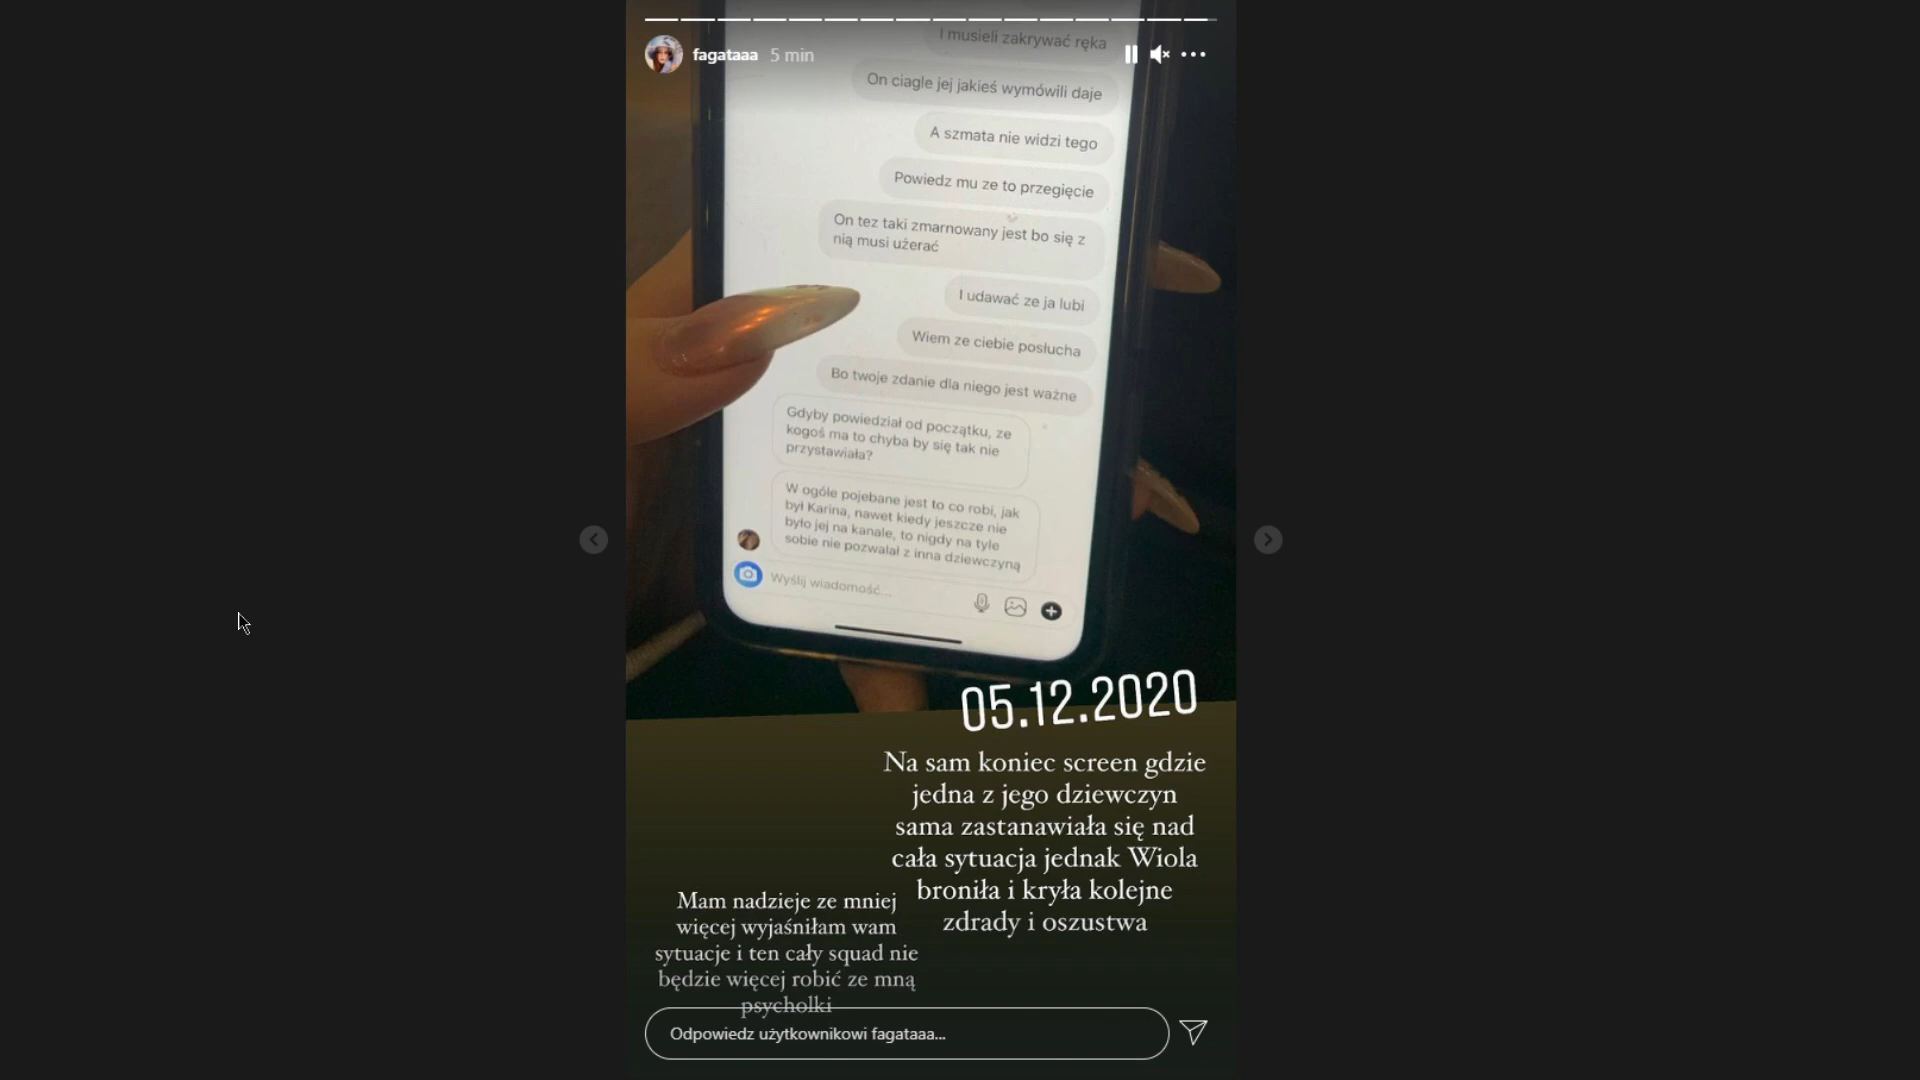 fagataaa 5 min
I musieli zakrywać ręka
On ciagle jej jakieś wymówili daje
A szmata nie widzi tego
Powiedz mu ze to przegięcie
On tez taki zmarnowany jest bo się z
nią musi użerać
I udawać ze ja lubi
Wiem ze ciebie posłucha
Bo twoje zdanie dla niego jest ważne
Gdyby powiedział od początku, ze
kogoś ma to chyba by się tak nie
przystawiała?
W ogóle pojebane jest to co robi, jak
był Karina, nawet kiedy jeszcze nie
było jej na kanale, to nigdy na tyle
sobie nie pozwalał z inna dziewczyną
Wyślij wiadomość...
05.12.2020
Na sam koniec screen gdzie
jedna z jego dziewczyn
sama zastanawiała się nad
cała sytuacja jednak Wiola
broniła i kryła kolejne
zdrady i oszustwa
Mam nadzieje ze mniej
więcej wyjaśniłam wam
sytuacje i ten cały squad nie
będzie więcej robić ze mną
psycholki
Odpowiedz użytkownikowi fagataaa...